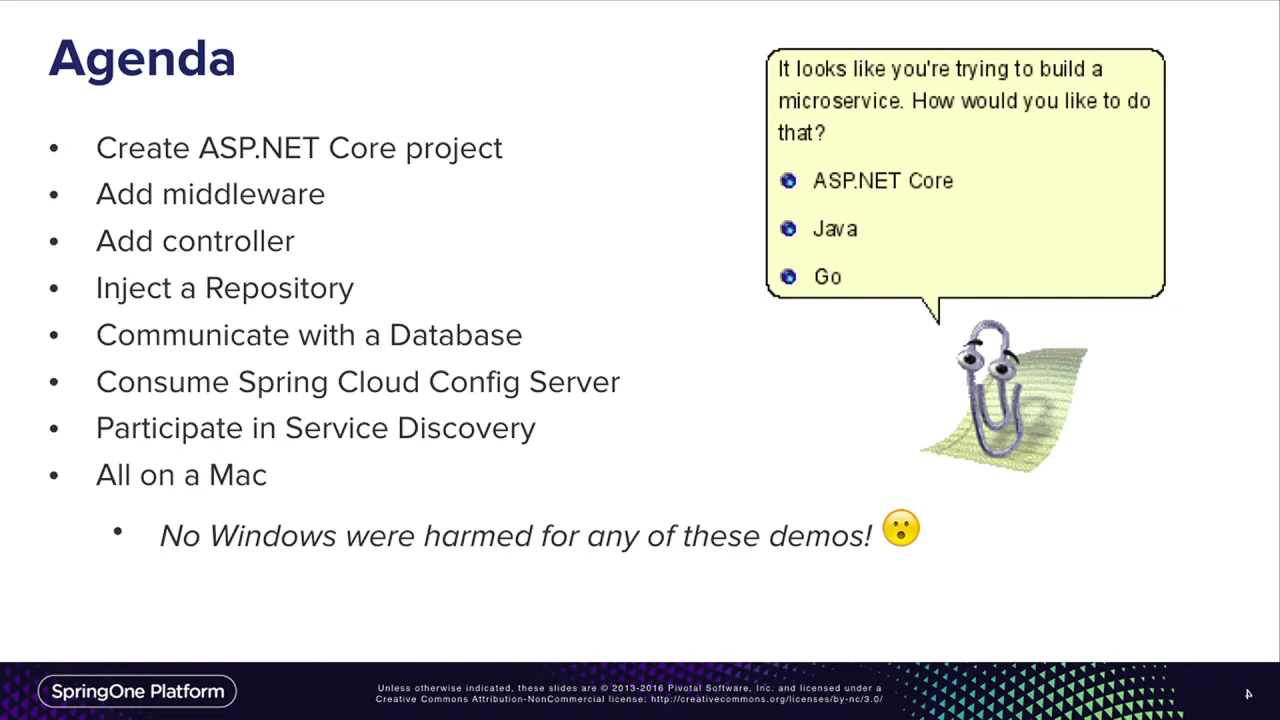 Agenda
• Create ASP.NET Core project
• Add middleware
• Add controller
• Inject a Repository
• Communicate with a Database
• Consume Spring Cloud Config Server
• Participate in Service Discovery
• All on a Mac
• No Windows were harmed for any of these demos! 😮
It looks like you're trying to build a
microservice. How would you like to do
that?
ASP.NET Core
Java
Go
SpringOne Platform
Unless otherwise indicated, these slides are © 2013-2016 Pivotal Software, Inc. and licensed under a
Creative Commons Attribution-NonCommercial license: http://creativecommons.org/licenses/by-nc/3.0/
4